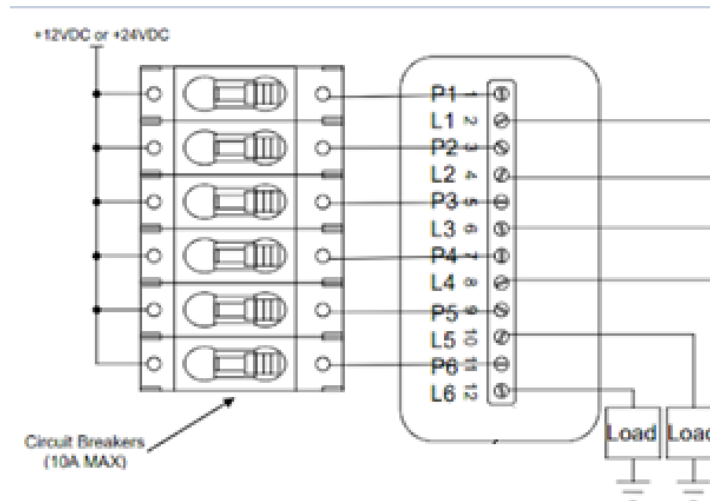 +12VDC or +24VDC
P1 1
L1 2
P2 3
L2 4
P3 5
L3 6
P4 7
L4 8
P5 9
L5 10
P6 11
L6 12
Load Load
Circuit Breakers
(10A MAX)